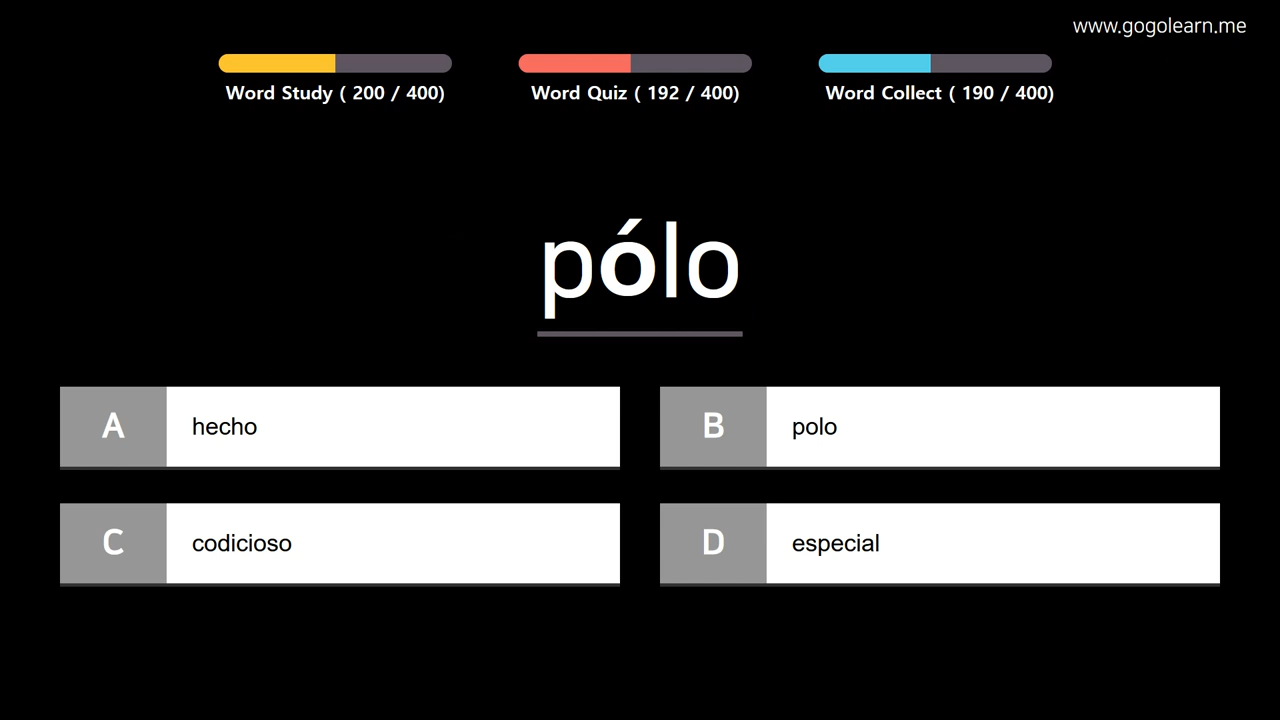 www.gogolearn.me
Word Study ( 200 / 400)
Word Quiz ( 192 / 400)
Word Collect ( 190 / 400)
pólo
A hecho
B polo
C codicioso
D especial